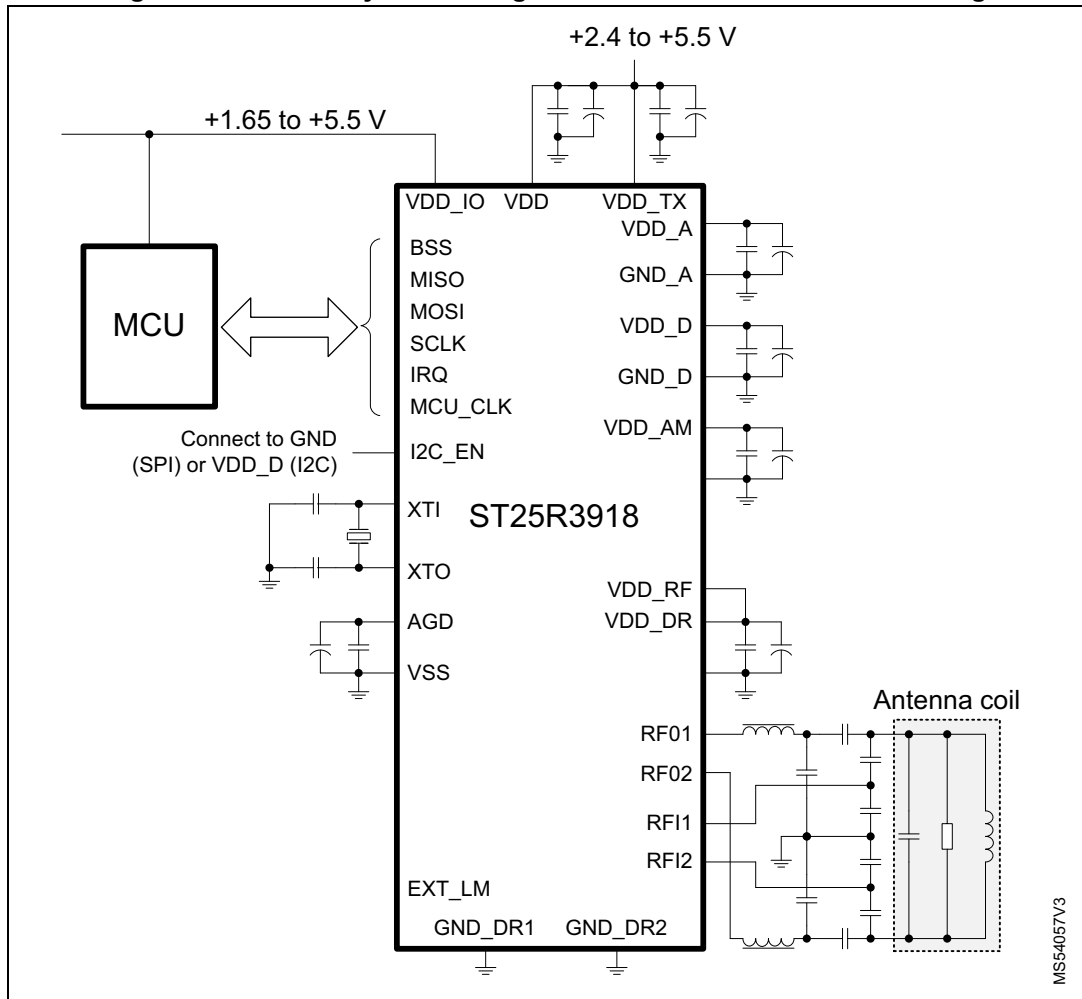 +2.4 to +5.5 V
+1.65 to +5.5 V
VDD_IO VDD VDD_TX
VDD_A
BSS
MISO
MOSI
SCLK
IRQ
MCU_CLK
I2C_EN
MCU
Connect to GND
(SPI) or VDD_D (I2C)
GND_A
VDD_D
GND_D
VDD_AM
XTI
ST25R3918
XTO
VDD_RF
VDD_DR
AGD
VSS
Antenna coil
RF01
RF02
RFI1
RFI2
EXT_LM
GND_DR1 GND_DR2
MS54057V3